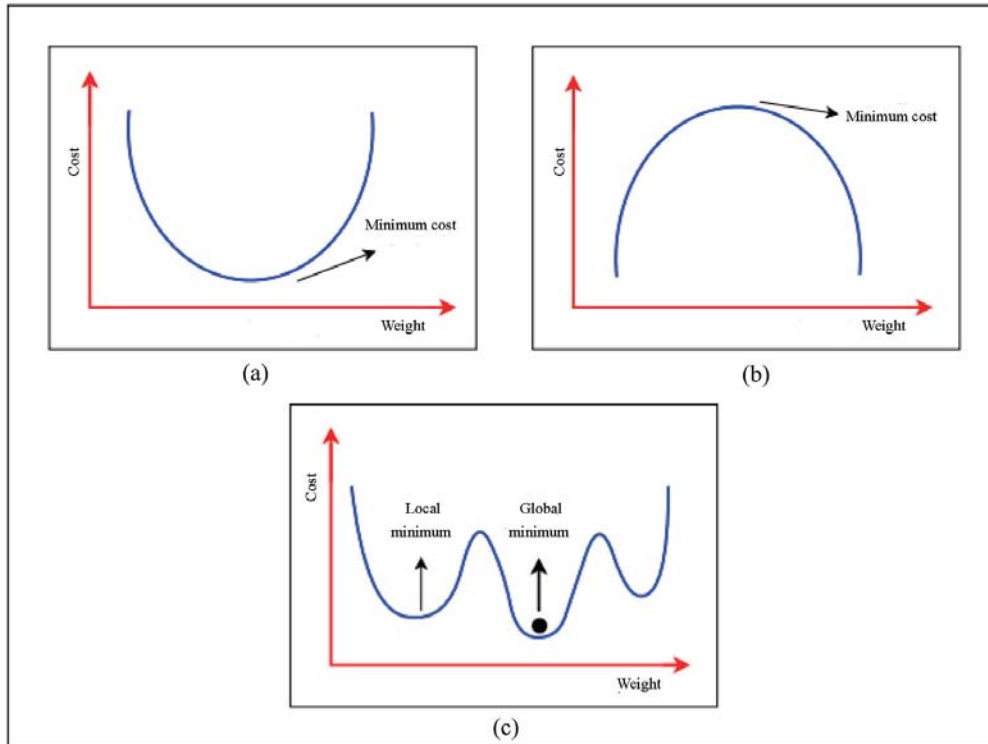 Cost
Minimum cost
Weight
(a)
Cost
Minimum cost
Weight
(b)
Cost
Local
minimum
Global
minimum
Weight
(c)